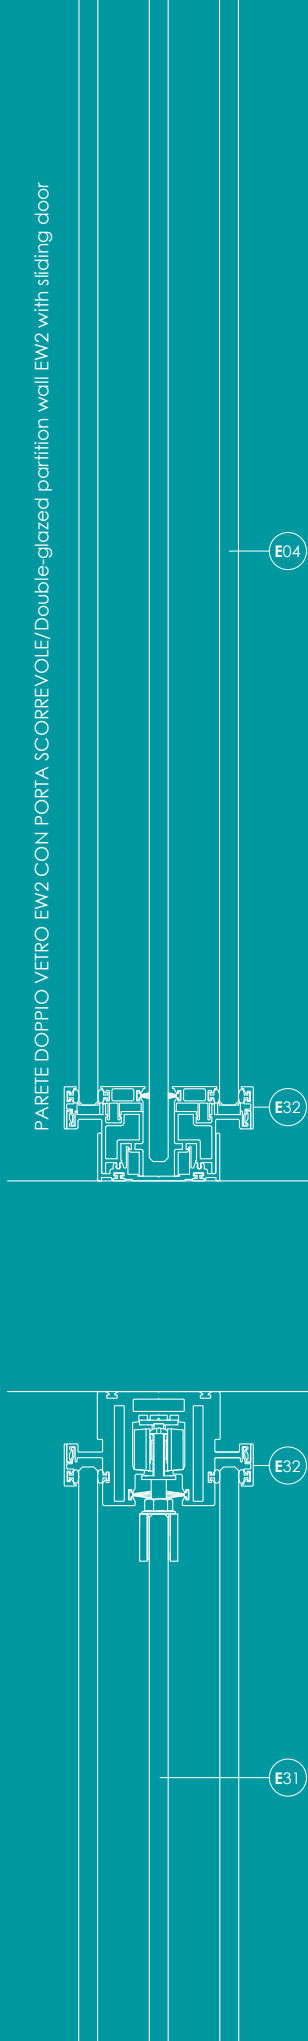 PARETE DOPPIO VETRO EW2 CON PORTA SCORREVOLE/Double-glazed partition wall EW2 with sliding door
E04
E32
E32
E31